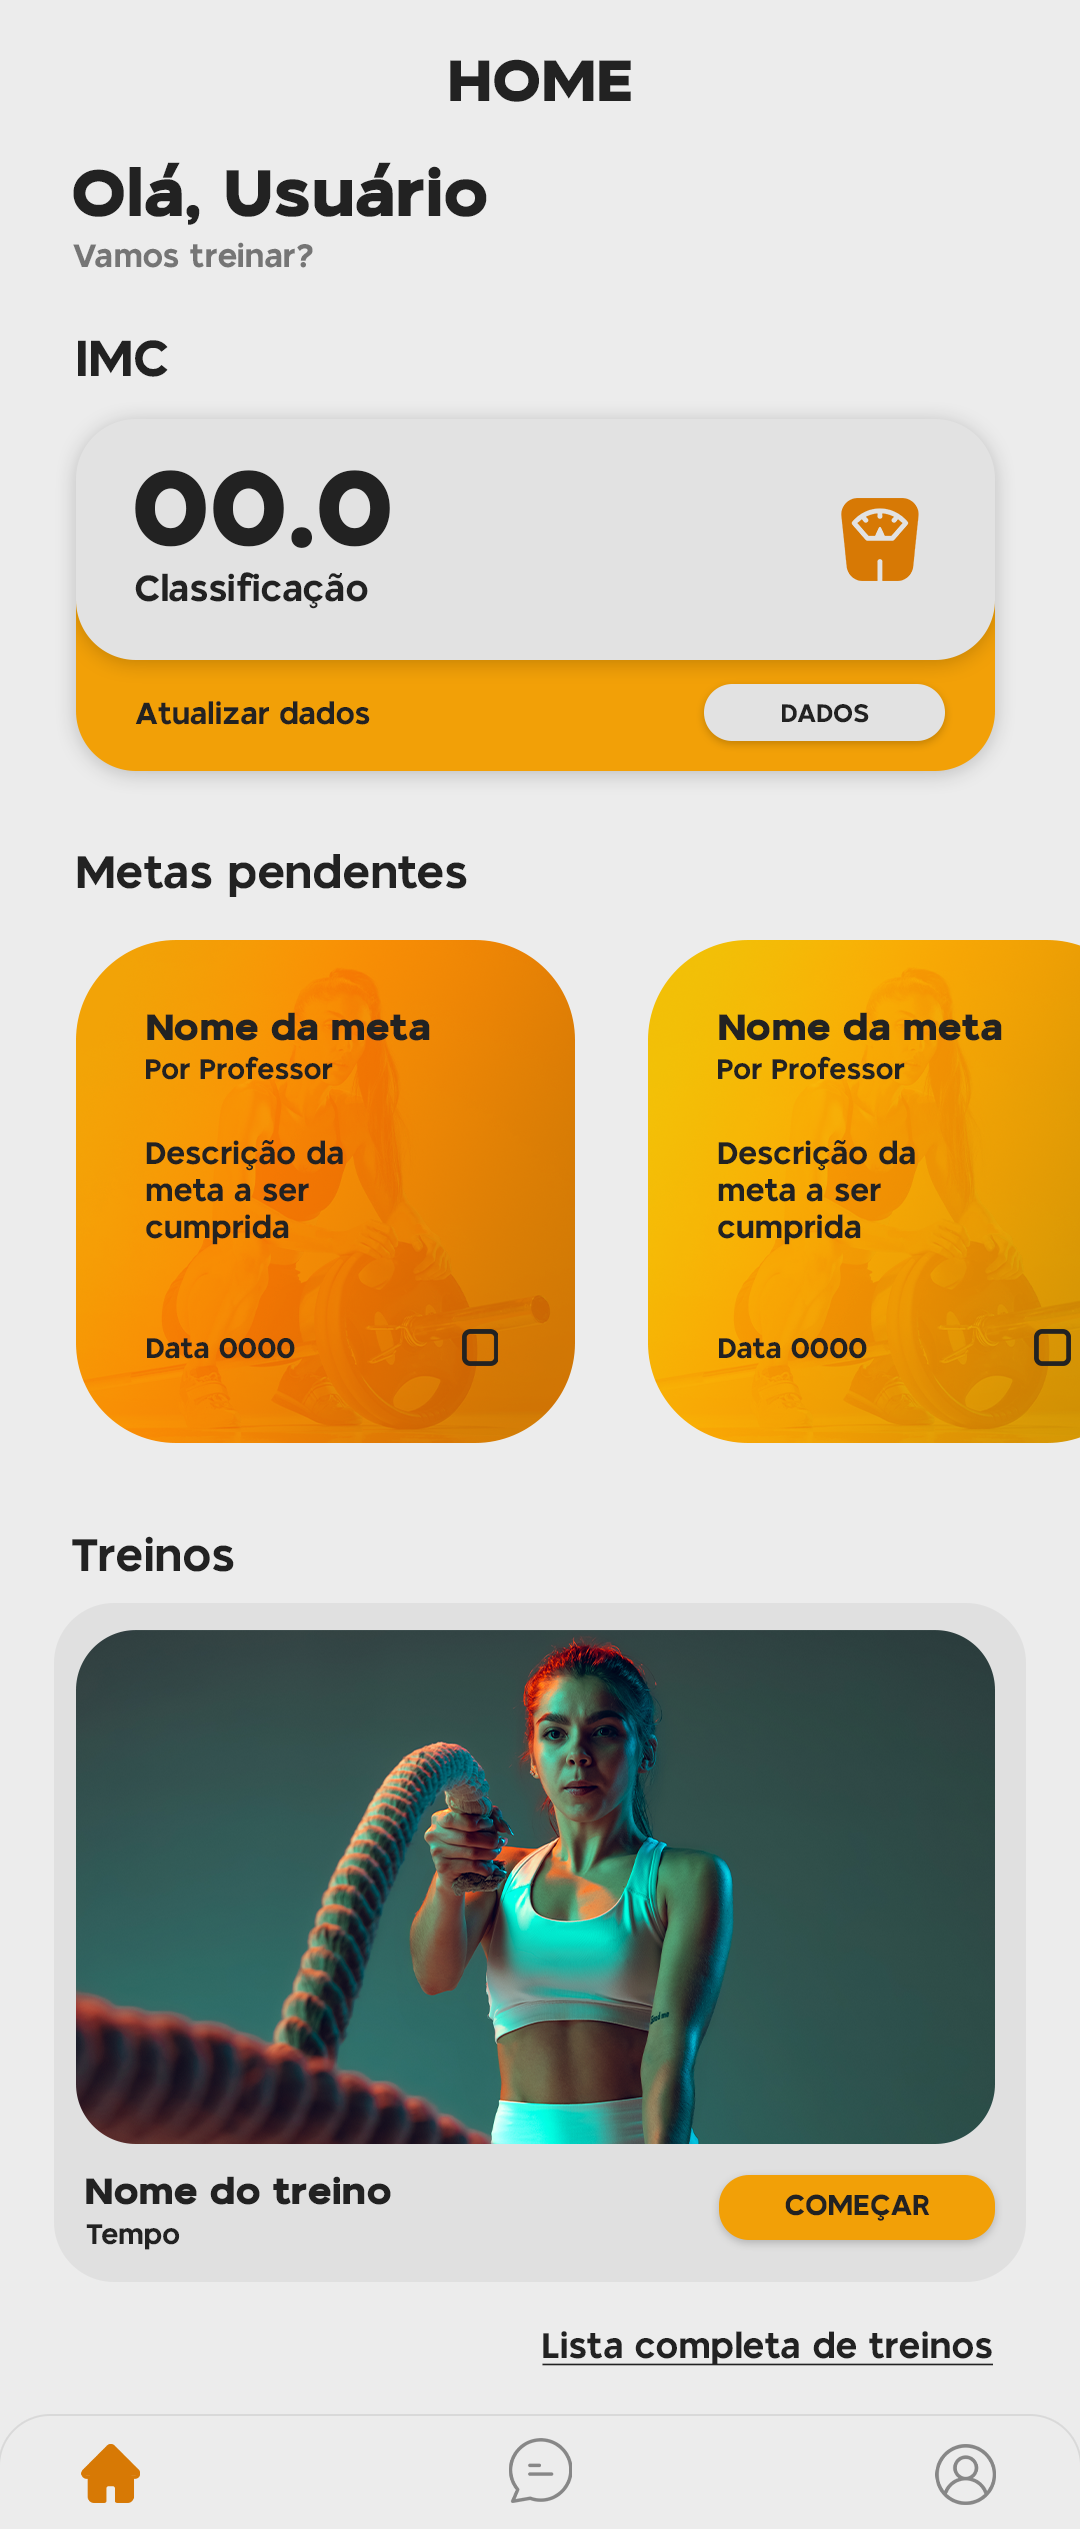 HOME
Olá, Usuário
Vamos treinar?
IMC
00.0
Classificação
Atualizar dados
DADOS
Metas pendentes
Nome da meta
Por Professor
Descrição da
meta a ser
cumprida
Data 0000
Nome da meta
Por Professor
Descrição da
meta a ser
cumprida
Data 0000
Treinos
Nome do treino
Tempo
COMEÇAR
Lista completa de treinos